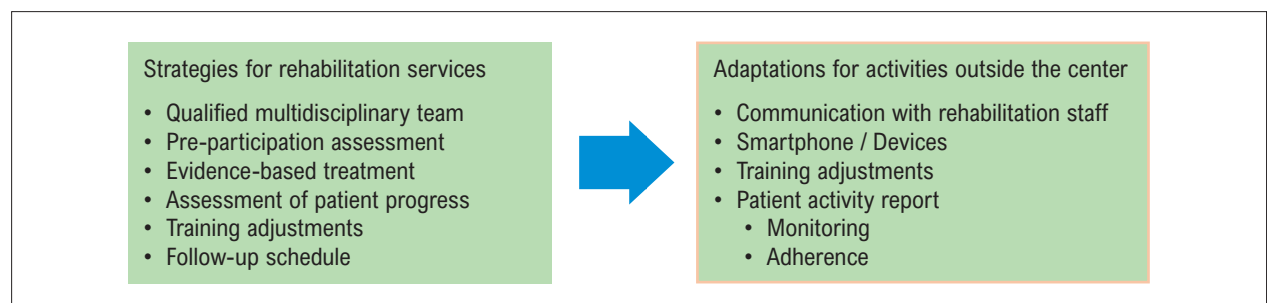 Strategies for rehabilitation services
• Qualified multidisciplinary team
• Pre-participation assessment
• Evidence-based treatment
• Assessment of patient progress
• Training adjustments
• Follow-up schedule
Adaptations for activities outside the center
• Communication with rehabilitation staff
• Smartphone / Devices
• Training adjustments
• Patient activity report
• Monitoring
• Adherence